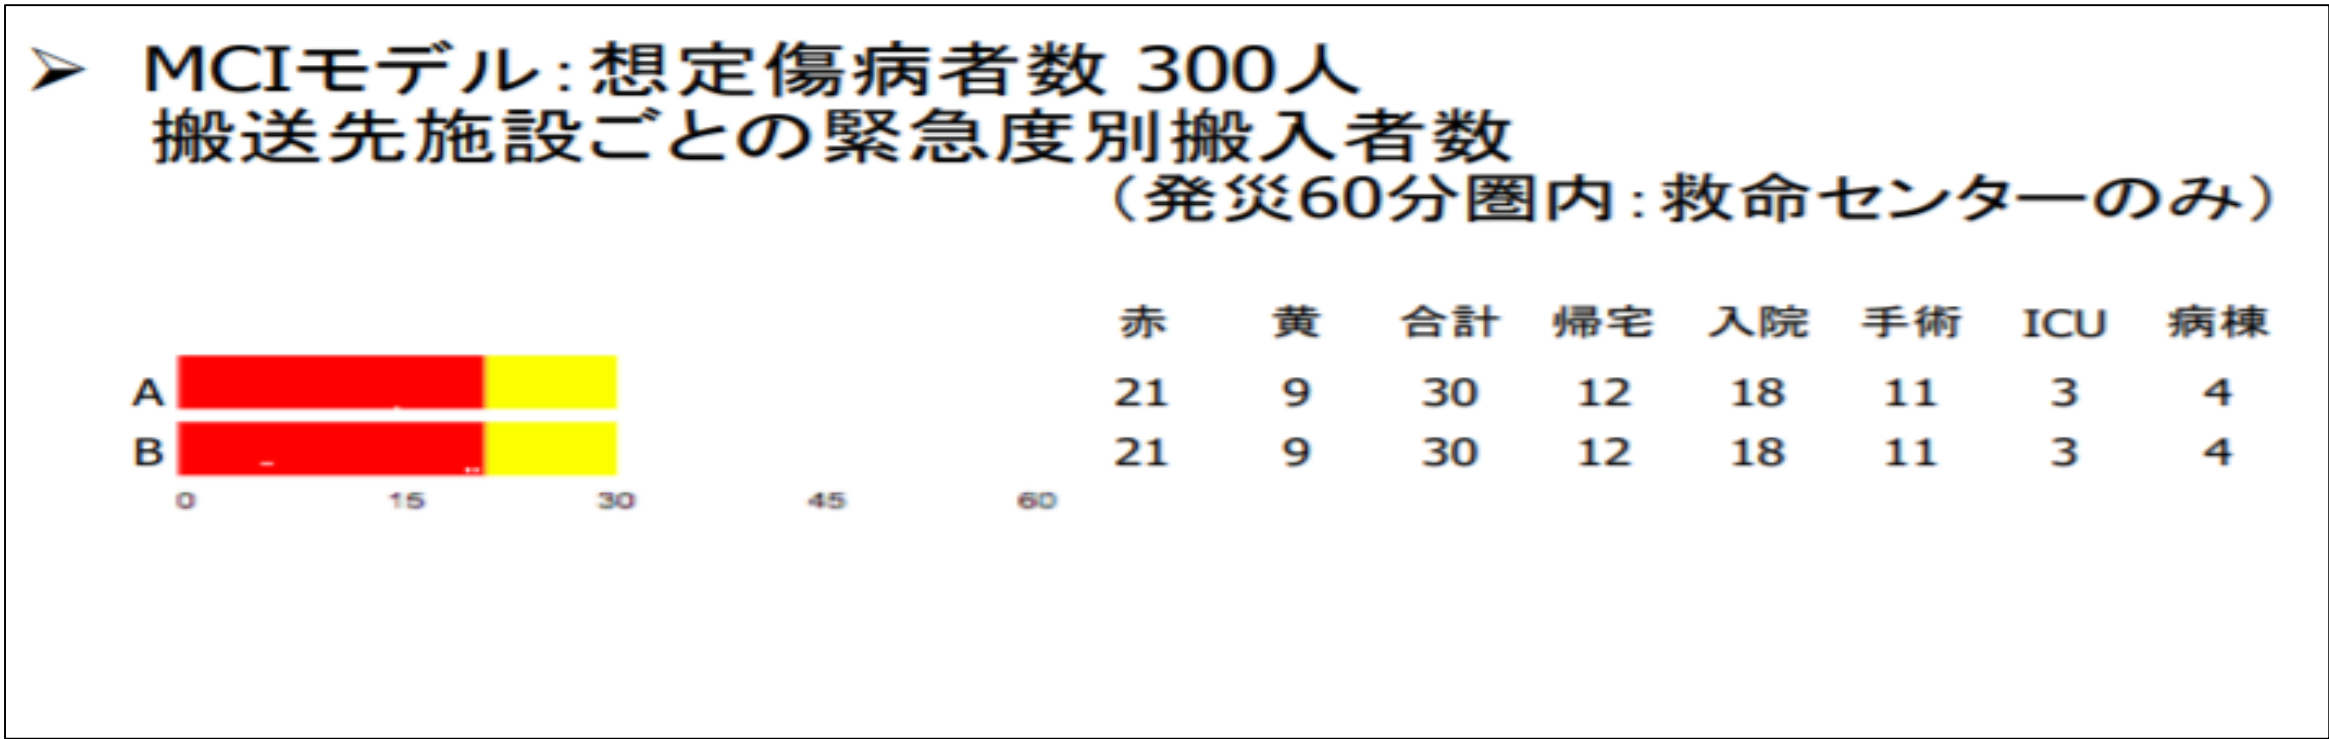 ➢ MCIモデル：想定傷病者数 300人
搬送先施設ごとの緊急度別搬入者数
（発災60分圏内：救命センターのみ）
赤 黄 合計 帰宅 入院 手術 ICU 病棟
A 21 9 30 12 18 11 3 4
B 21 9 30 12 18 11 3 4
0 15 30 45 60